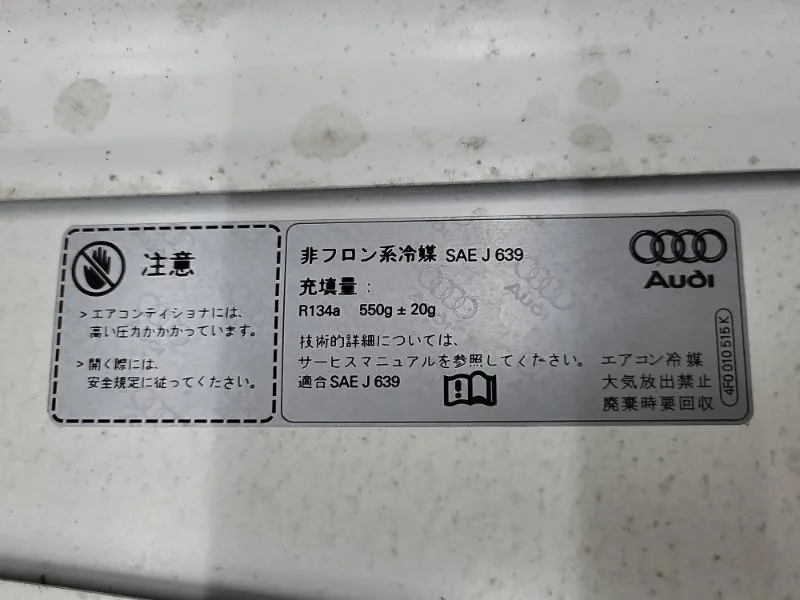 注意
> エアコンディショナには、
高い圧力がかかっています。
> 開く際には、
安全規定に従ってください。
非フロン系冷媒 SAE J 639
充填量 :
R134a 550g ± 20g
技術的詳細については、
サービスマニュアルを参照してください。
適合 SAE J 639
Audi
エアコン冷媒
大気放出禁止
廃棄時要回収
4F0 010 515 K